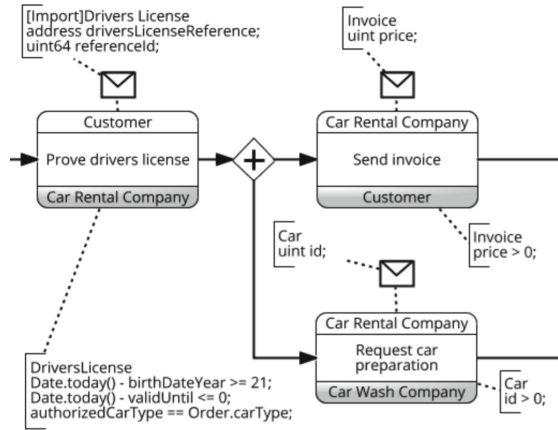 [Import]Drivers License
address driversLicenseReference;
uint64 referenceId;
Invoice
uint price;
Customer
Prove drivers license
Car Rental Company
Car Rental Company
Send invoice
Customer
Car
uint id;
Invoice
price > 0;
Car Rental Company
Request car
preparation
Car Wash Company
DriversLicense
Date.today() - birthDateYear >= 21;
Date.today() - validUntil <= 0;
authorizedCarType == Order.carType;
Car
id > 0;